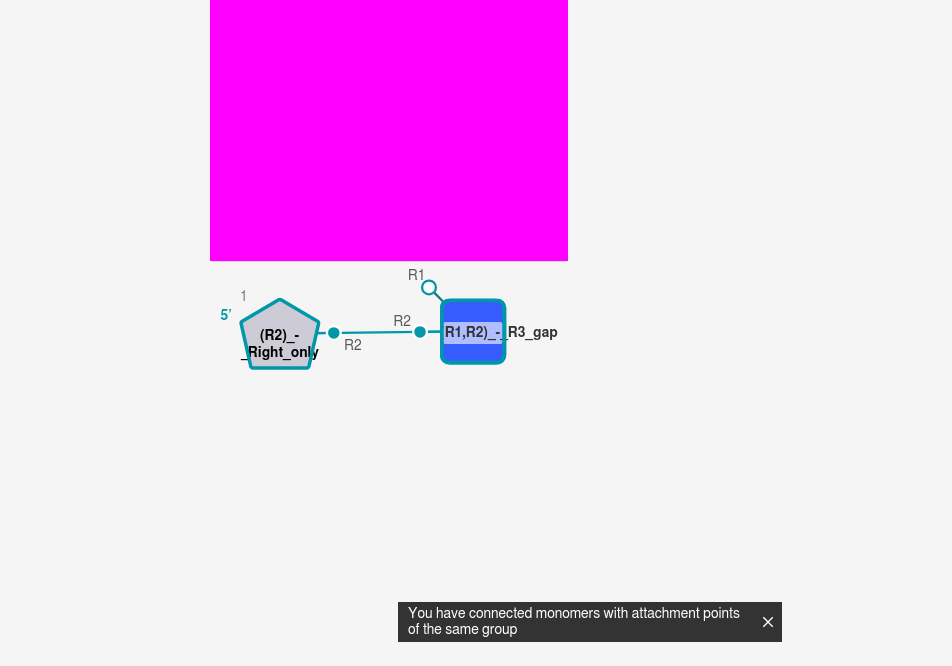 R1
1
5'
R2
(R2)_-
_Right_only
R2
R1,R2)_-_R3_gap
You have connected monomers with attachment points
of the same group